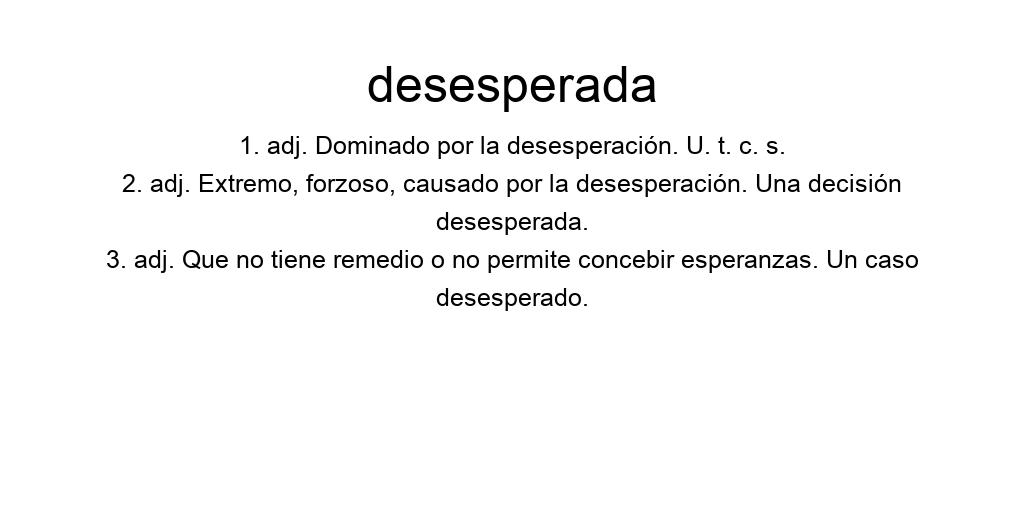 desesperada
1. adj. Dominado por la desesperación. U. t. c. s.
2. adj. Extremo, forzoso, causado por la desesperación. Una decisión
desesperada.
3. adj. Que no tiene remedio o no permite concebir esperanzas. Un caso
desesperado.